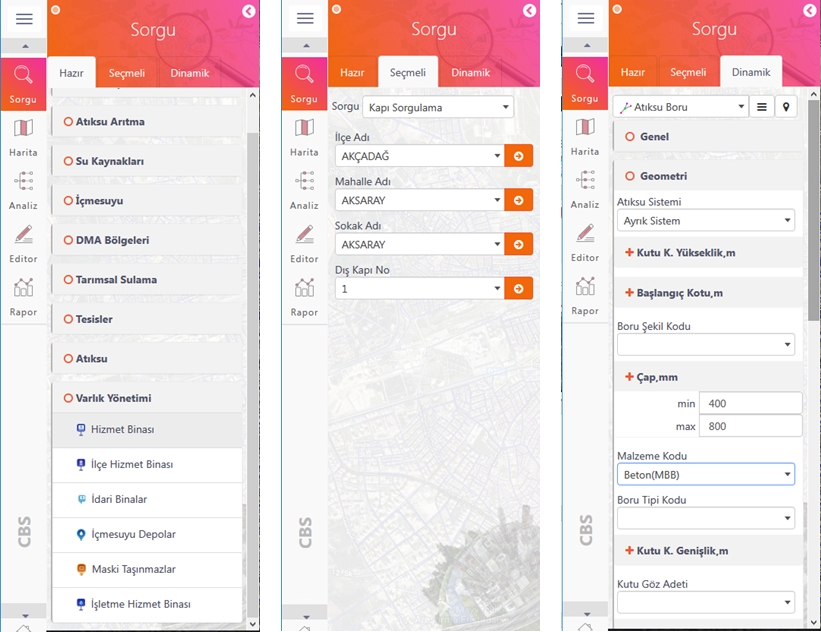 Sorgu
Hazır
Seçmeli
Dinamik
Sorgu
Harita
Analiz
Editor
Rapor
CBS
Atıksu Arıtma
Su Kaynakları
İçmesuyu
DMA Bölgeleri
Tarımsal Sulama
Tesisler
Atıksu
Varlık Yönetimi
Hizmet Binası
İlçe Hizmet Binası
İdari Binalar
İçmesuyu Depolar
Maski Taşınmazlar
İşletme Hizmet Binası
Sorgu
Hazır
Seçmeli
Dinamik
Sorgu
Harita
Analiz
Editor
Rapor
CBS
Sorgu Kapı Sorgulama
İlçe Adı
AKÇADAĞ
Mahalle Adı
AKSARAY
Sokak Adı
AKSARAY
Dış Kapı No
1
Sorgu
Hazır
Seçmeli
Dinamik
Sorgu
Harita
Analiz
Editor
Rapor
CBS
Atıksu Boru
Genel
Geometri
Atıksu Sistemi
Ayrık Sistem
Kutu K. Yükseklik,m
Başlangıç Kotu,m
Boru Şekil Kodu
Çap,mm
min 400
max 800
Malzeme Kodu
Beton(MBB)
Boru Tipi Kodu
Kutu K. Genişlik,m
Kutu Göz Adeti